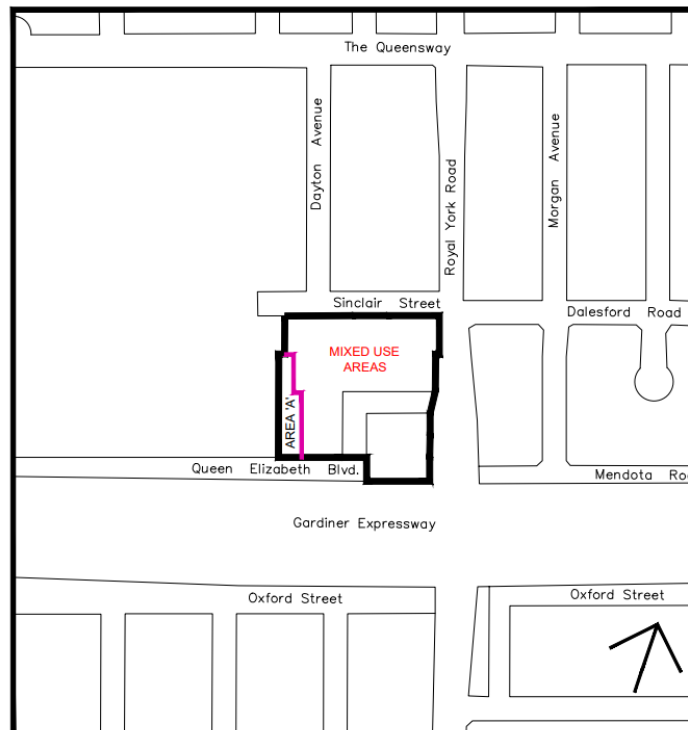 The Queensway
Dayton Avenue
Royal York Road
Morgan Avenue
Sinclair Street
Dalesford Road
MIXED USE
AREAS
AREA 'A'
Queen Elizabeth Blvd.
Mendota Roa
Gardiner Expressway
Oxford Street
Oxford Street